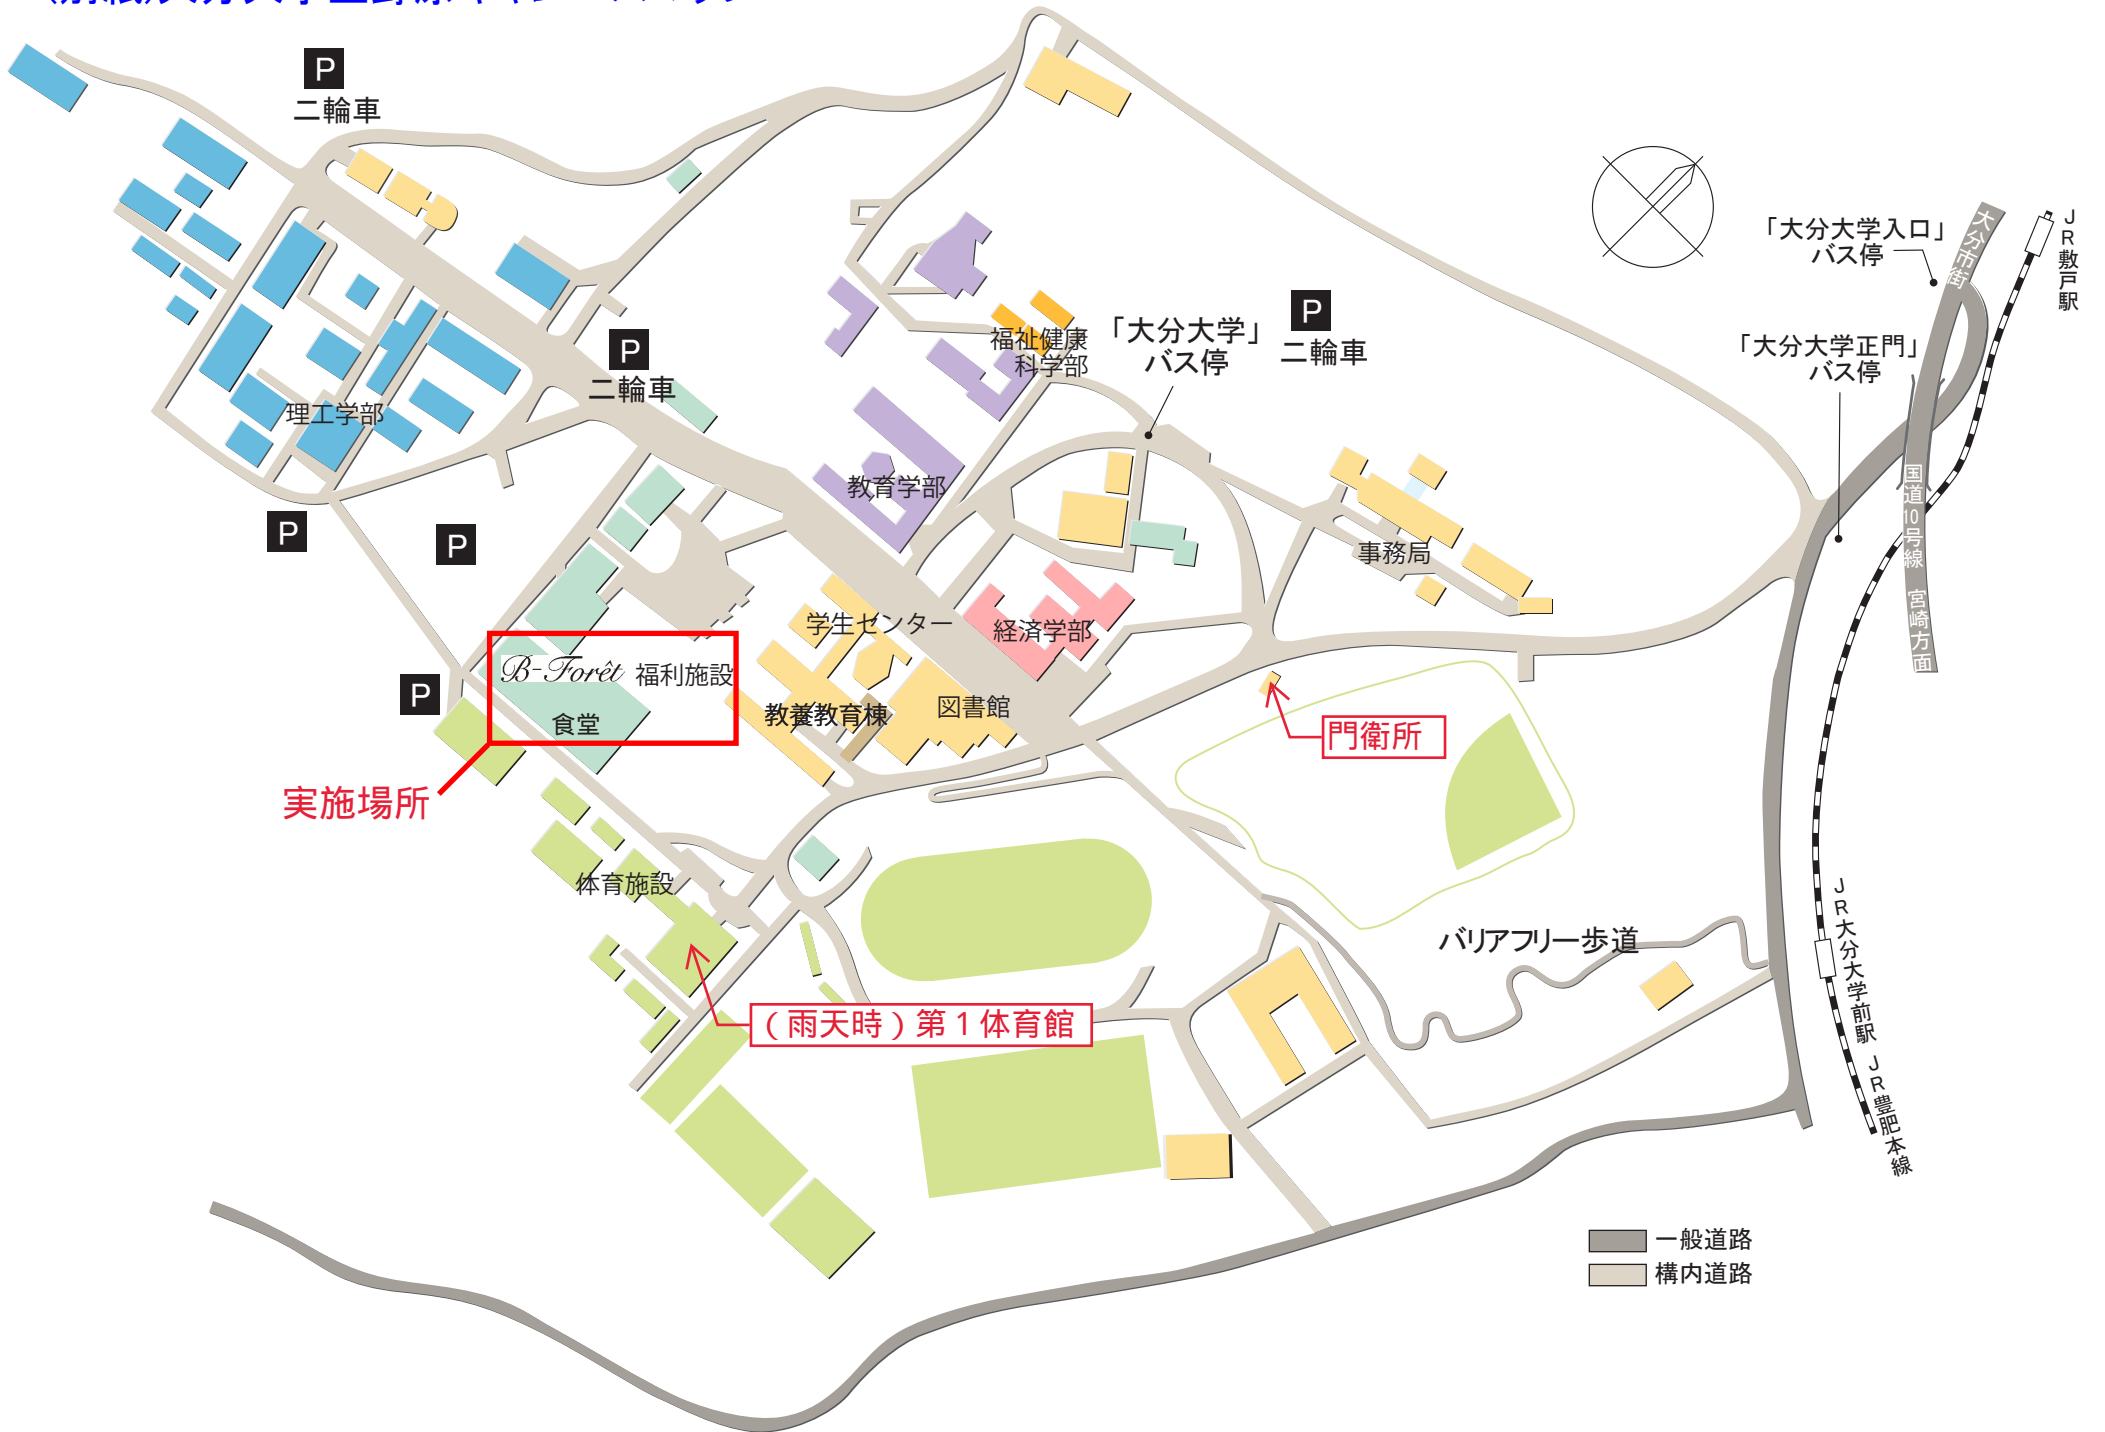 P
二輪車
P
二輪車
P
二輪車
「大分大学」
バス停
「大分大学入口」
バス停
「大分大学正門」
バス停
大分市街
JR敷戸駅
国道10号線 宮崎方面
福祉健康
科学部
理工学部
教育学部
事務局
P
P
P
学生センター
経済学部
B-Forêt 福利施設
食堂
教養教育棟
図書館
門衛所
実施場所
体育施設
バリアフリー歩道
(雨天時)第1体育館
JR大分大学前駅
JR豊肥本線
一般道路
構内道路